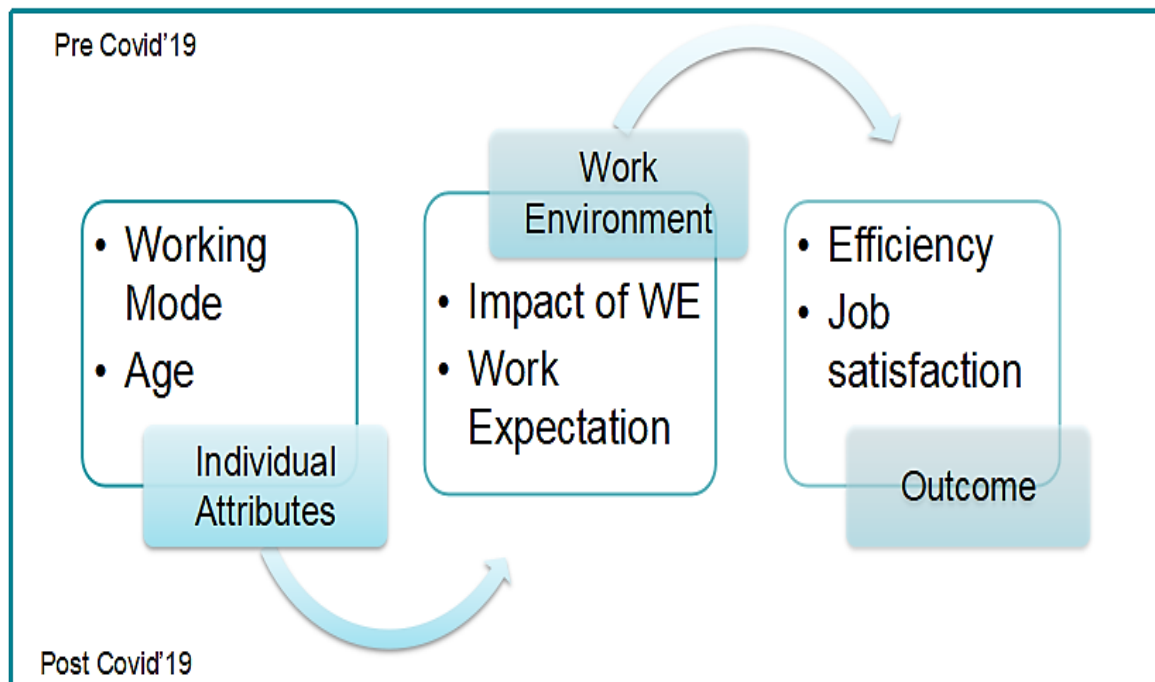 Pre Covid'19
• Working
Mode
• Age
Individual
Attributes
Work
Environment
• Impact of WE
• Work
Expectation
• Efficiency
• Job
satisfaction
Outcome
Post Covid'19